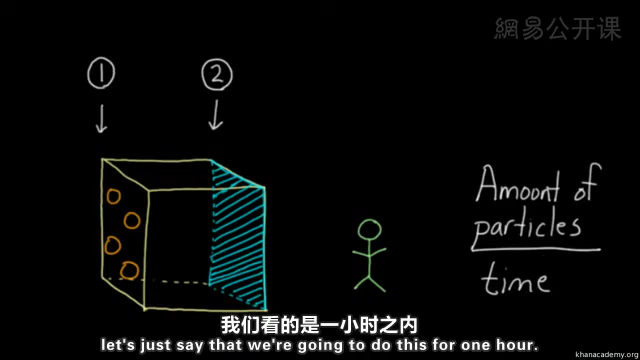 網易公开课
① ②
Amount of
particles
time
我们看的是一小时之内
let's just say that we're going to do this for one hour.
khanacademy.org